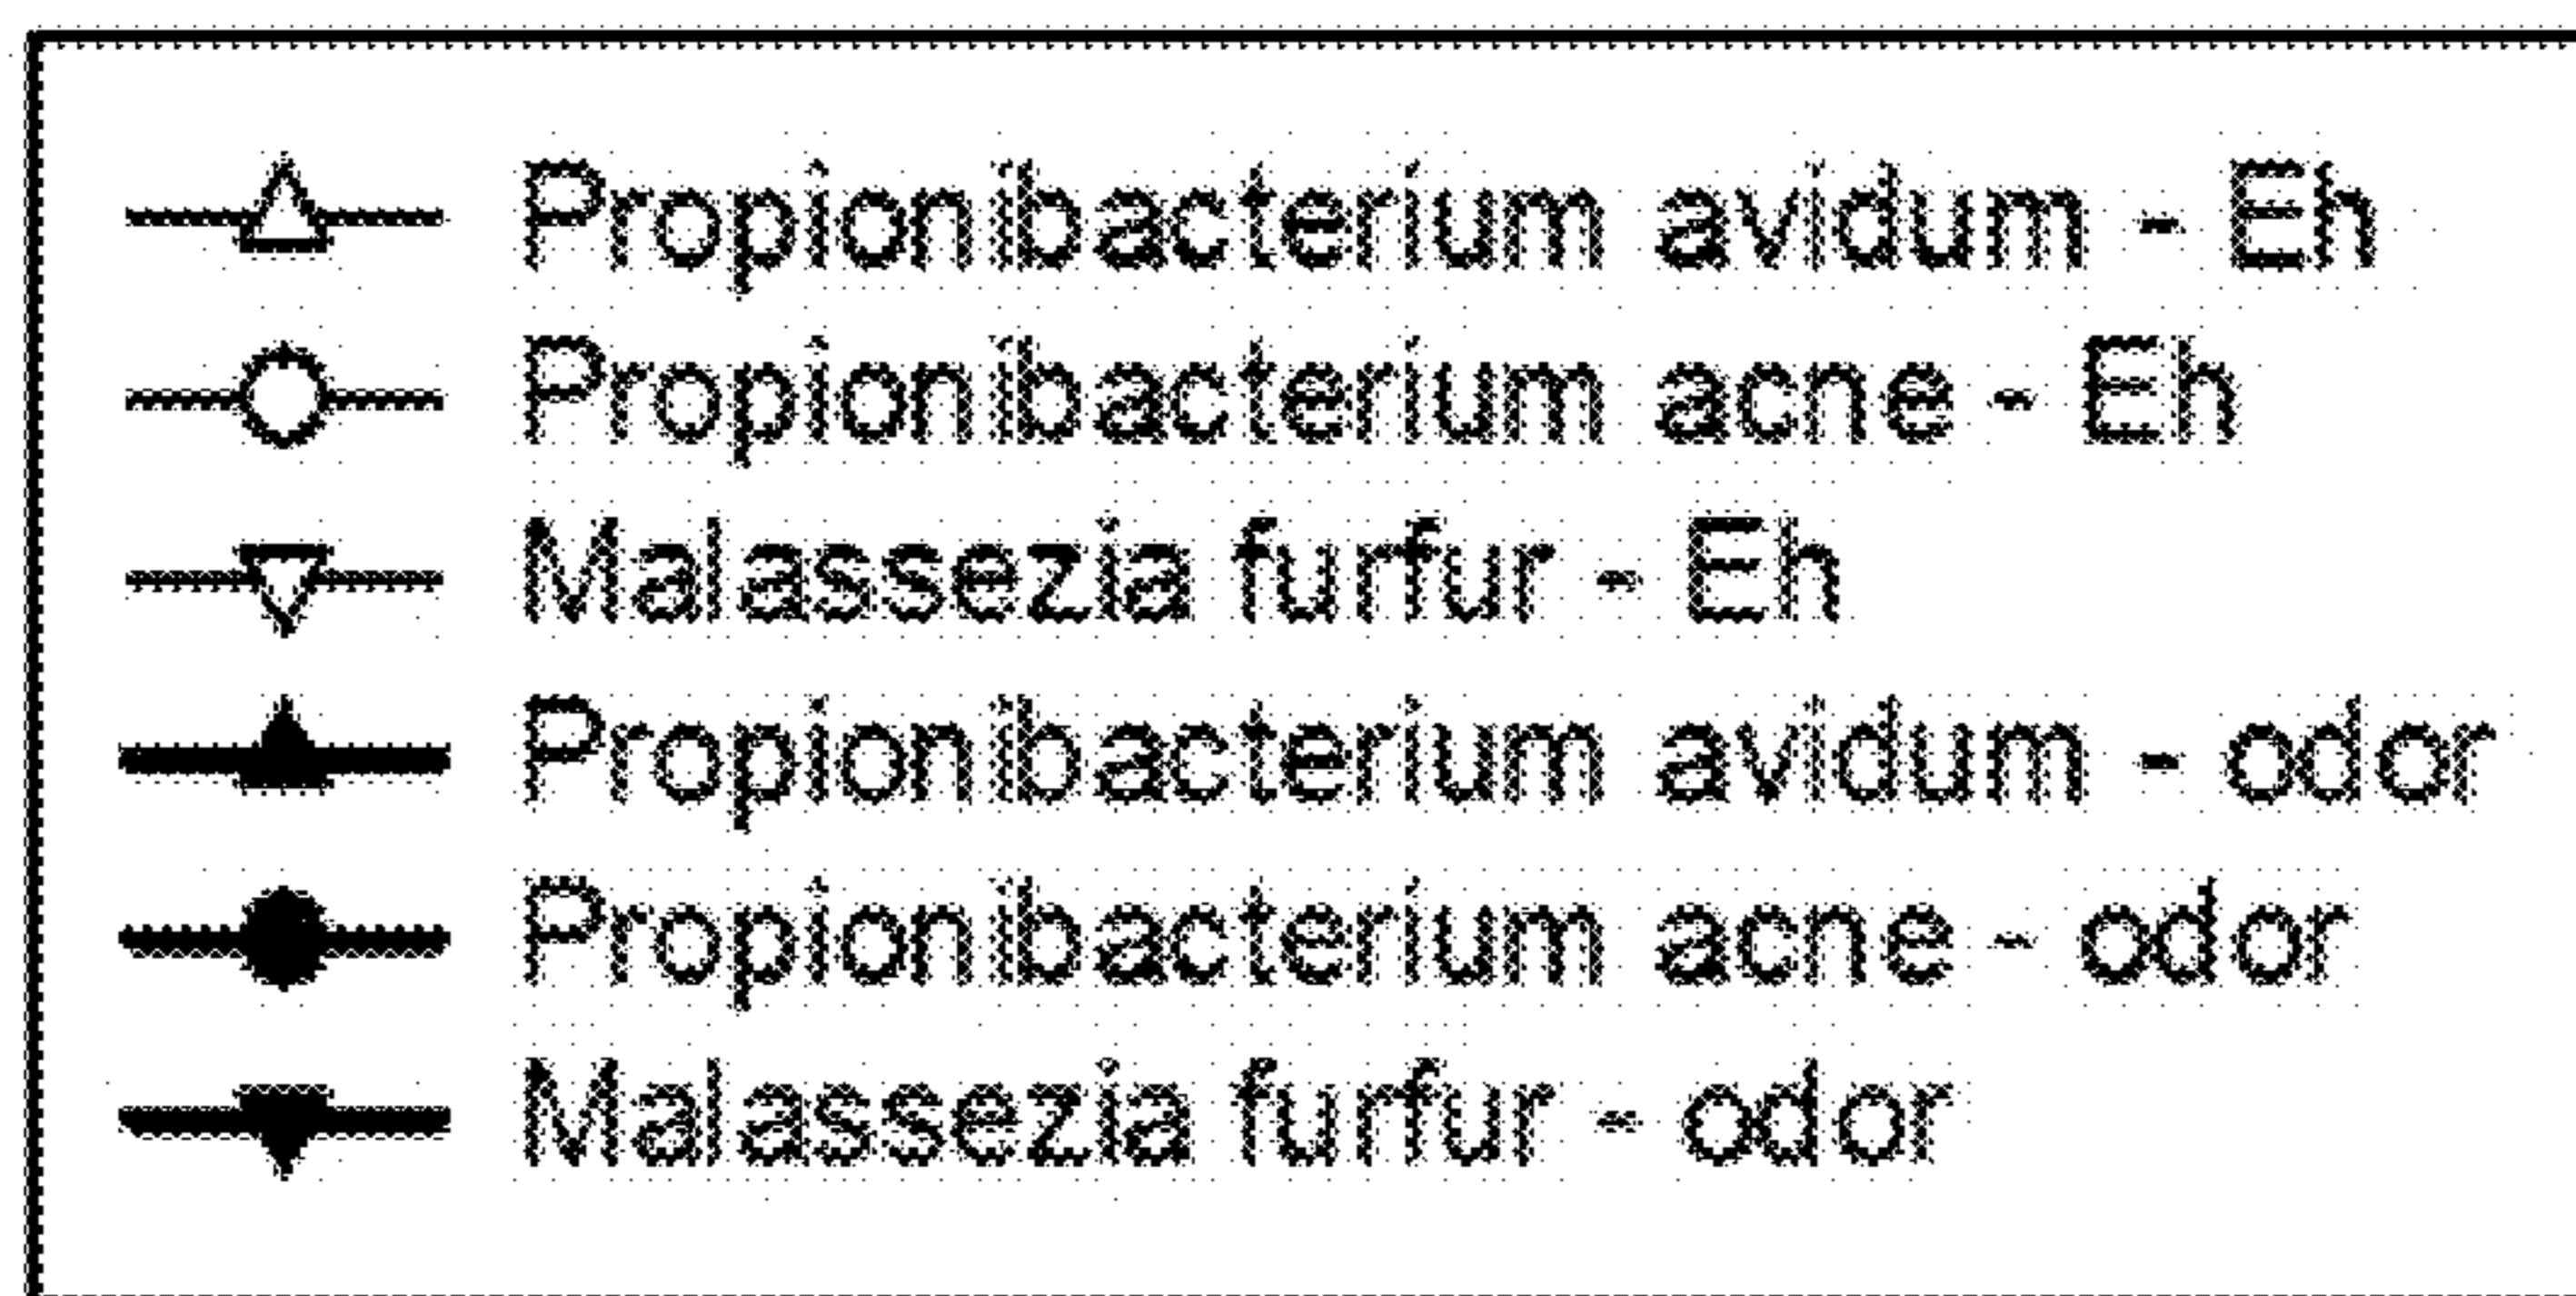 Propionibacterium avidum - Eh
Propionibacterium acne - Eh
Malassezia furfur - Eh
Propionibacterium avidum - odor
Propionibacterium acne - odor
Malassezia furfur - odor